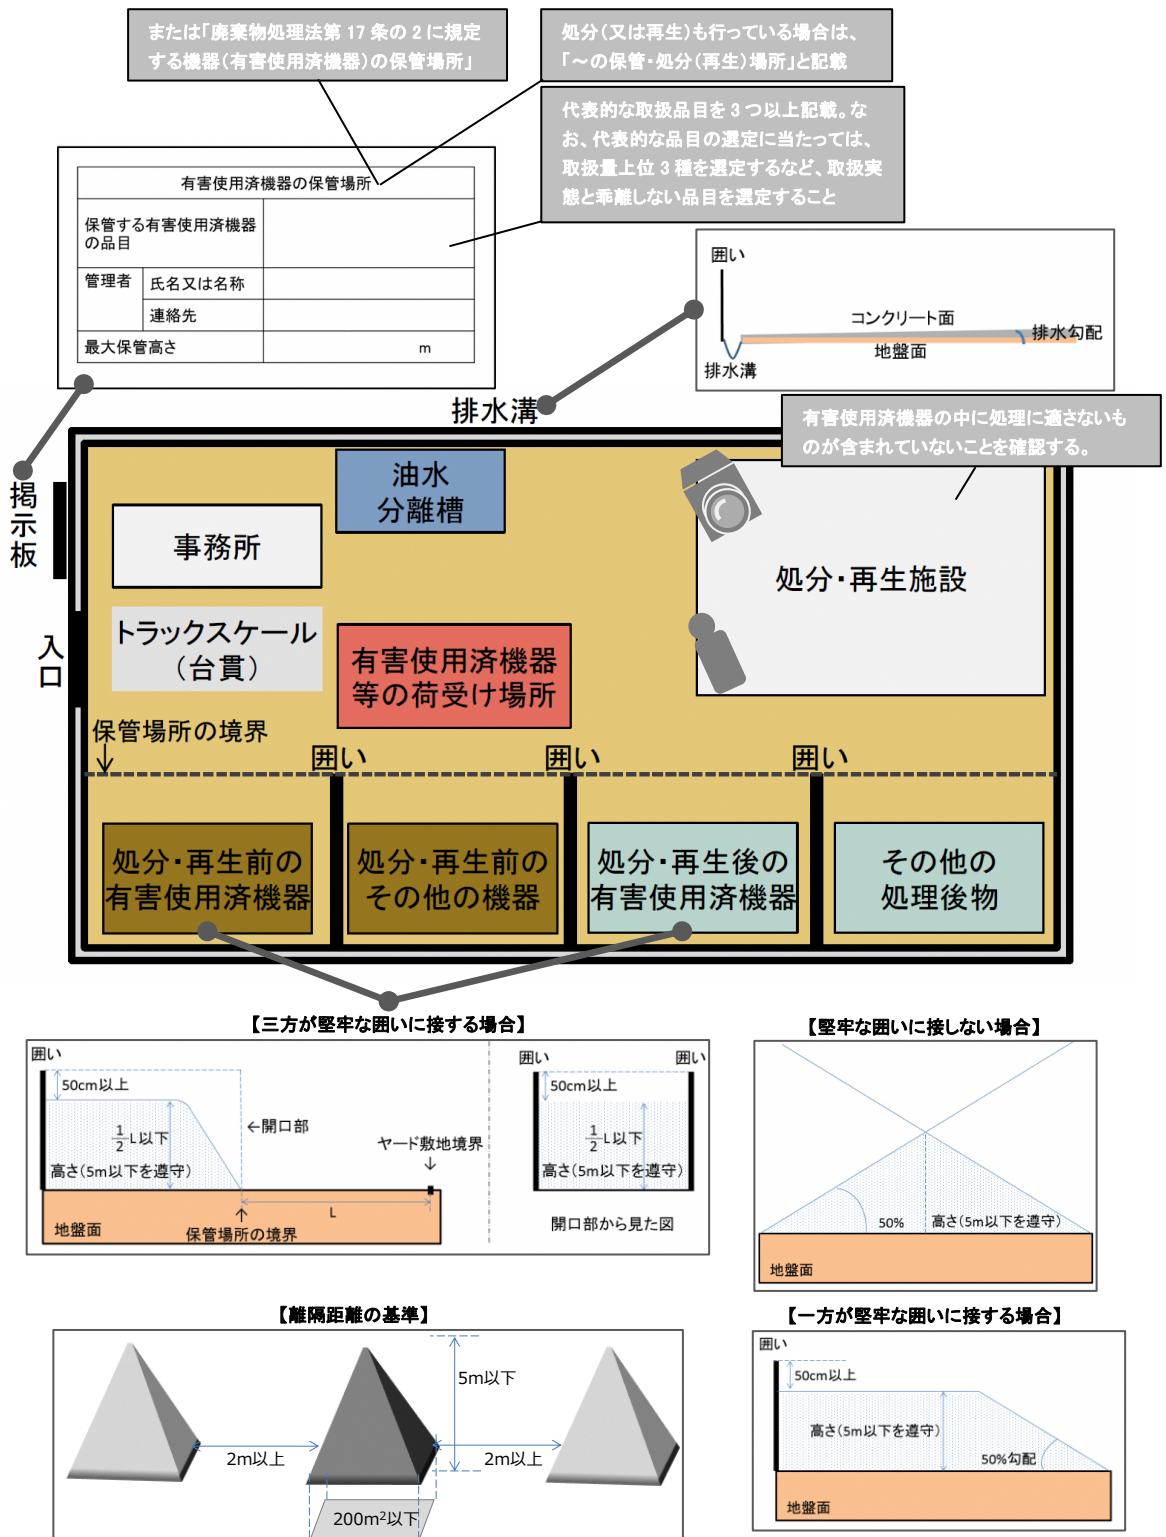 または「廃棄物処理法第 17 条の 2 に規定
する機器（有害使用済機器）の保管場所」
処分（又は再生）も行っている場合は、
「～の保管・処分（再生）場所」と記載
代表的な取扱品目を 3 つ以上記載。な
お、代表的な品目の選定に当たっては、
取扱量上位 3 種を選定するなど、取扱実
態と乖離しない品目を選定すること
有害使用済機器の保管場所
保管する有害使用済機器
の品目
管理者
氏名又は名称
連絡先
最大保管高さ
m
囲い
コンクリート面
排水勾配
地盤面
排水溝
排水溝
有害使用済機器の中に処理に適さないも
のが含まれていないことを確認する。
掲示板
油水
分離槽
事務所
処分・再生施設
入口
トラックスケール
（台貫）
有害使用済機器
等の荷受け場所
保管場所の境界
囲い
囲い
囲い
処分・再生前の
有害使用済機器
処分・再生前の
その他の機器
処分・再生後の
有害使用済機器
その他の
処理後物
【三方が堅牢な囲いに接する場合】
囲い
50cm以上
←開口部
1/2 L以下
高さ（5m以下を遵守）
ヤード敷地境界
L
地盤面
保管場所の境界
囲い
囲い
50cm以上
1/2 L以下
高さ（5m以下を遵守）
開口部から見た図
【堅牢な囲いに接しない場合】
50%
高さ（5m以下を遵守）
地盤面
【離隔距離の基準】
5m以下
2m以上
2m以上
200m²以下
【一方が堅牢な囲いに接する場合】
囲い
50cm以上
高さ（5m以下を遵守）
50%勾配
地盤面